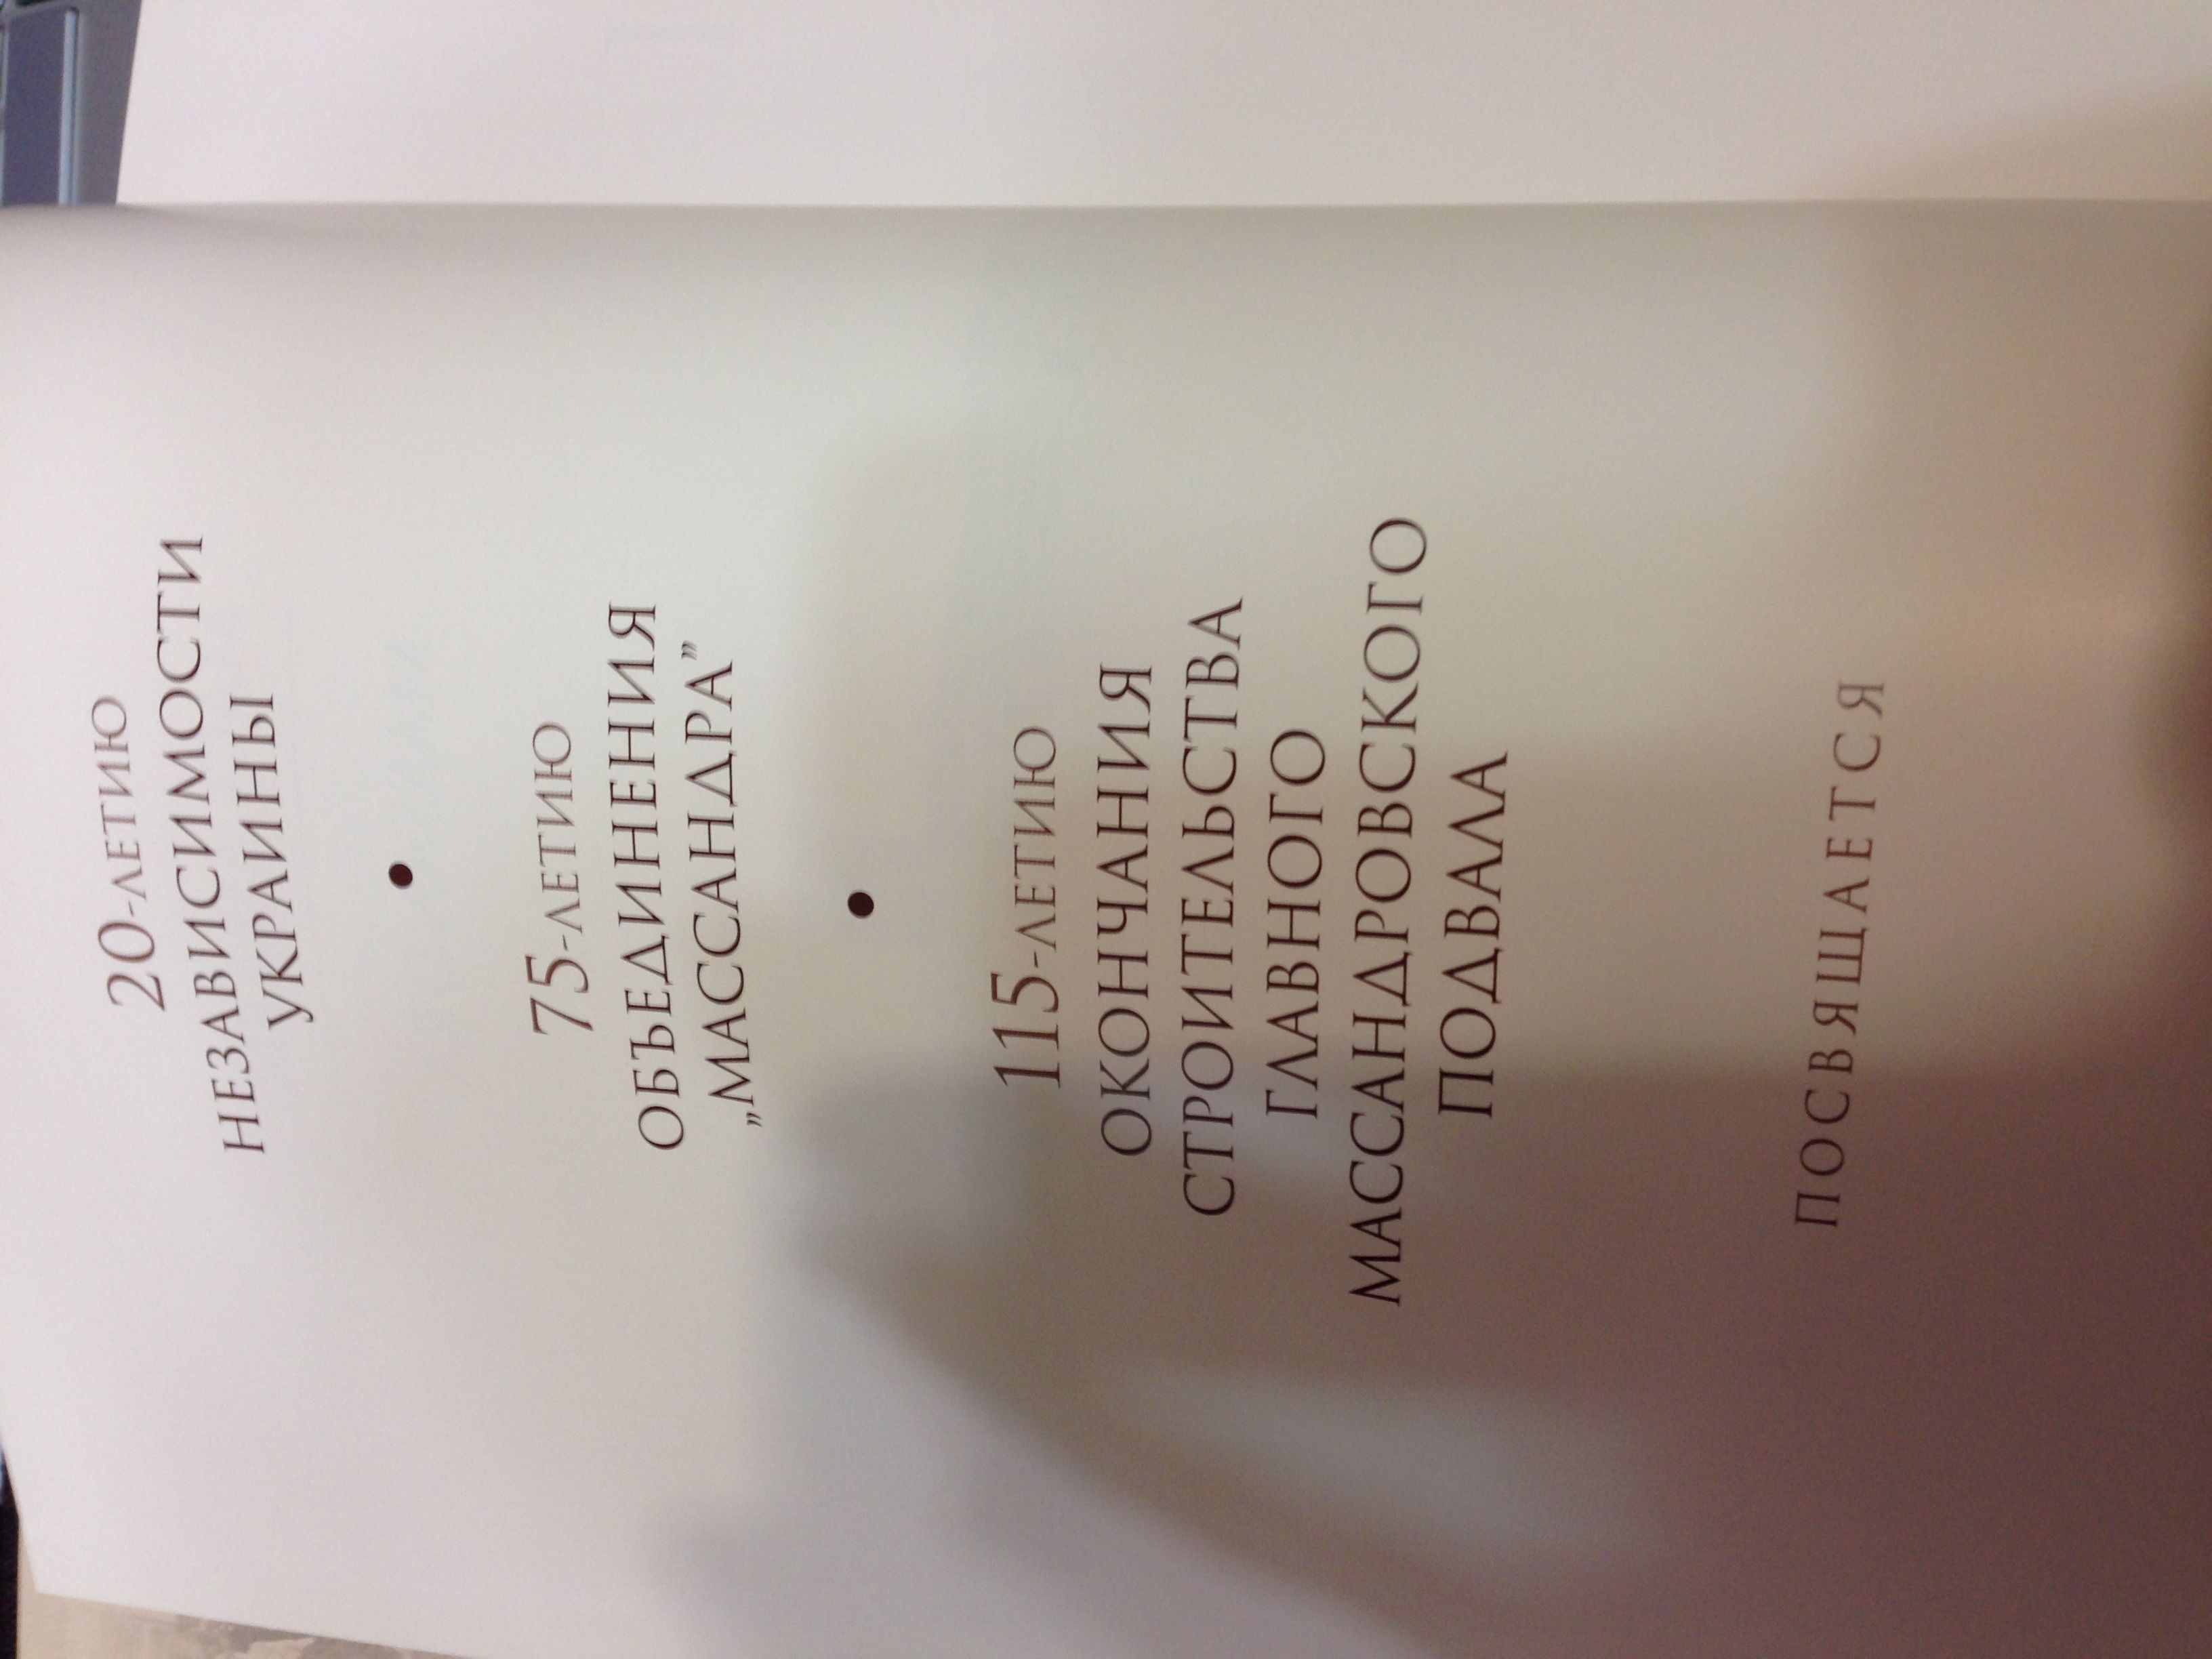 20-ЛЕТИЮ
НЕЗАВИСИМОСТИ
УКРАИНЫ
•
75-ЛЕТИЮ
ОБЪЕДИНЕНИЯ
„МАССАНДРА”
•
115-ЛЕТИЮ
ОКОНЧАНИЯ
СТРОИТЕЛЬСТВА
ГЛАВНОГО
МАССАНДРОВСКОГО
ПОДВАЛА
ПОСВЯЩАЕТСЯ